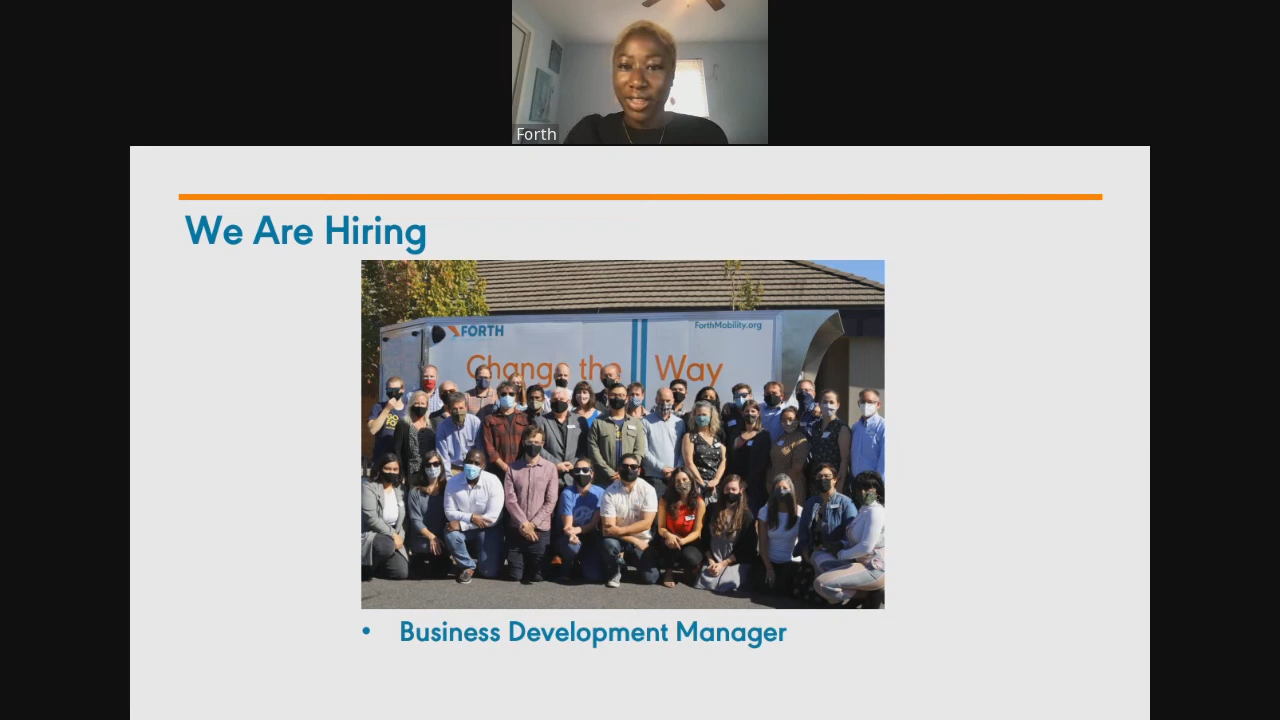 Forth
We Are Hiring
FORTH
ForthMobility.org
Change the Way
• Business Development Manager